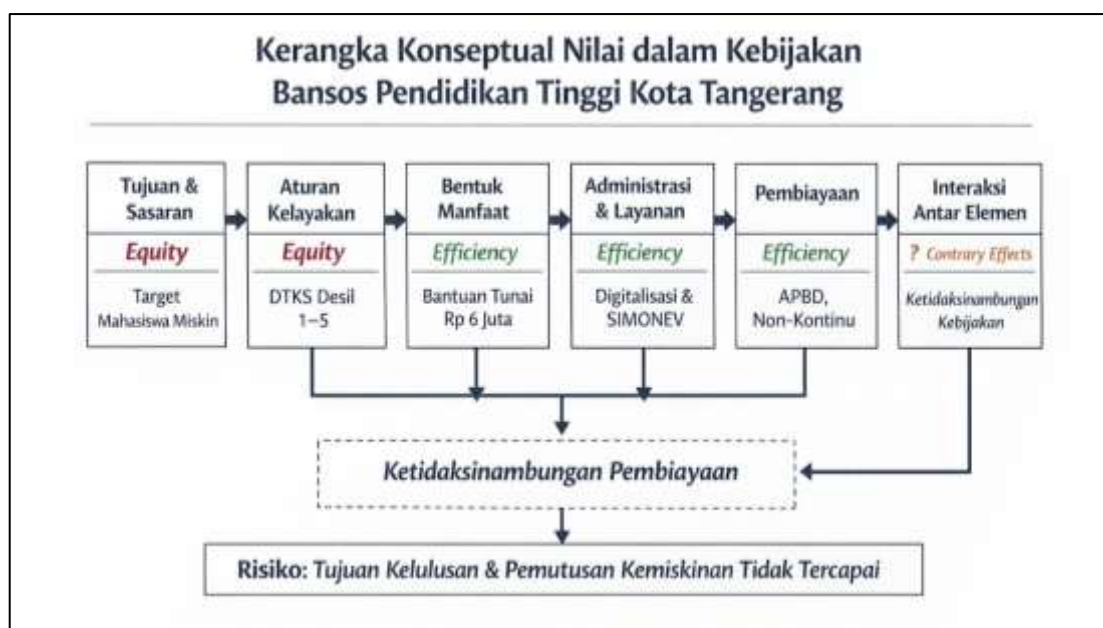 Kerangka Konseptual Nilai dalam Kebijakan
Bansos Pendidikan Tinggi Kota Tangerang
Tujuan &
Sasaran
Equity
Target
Mahasiswa Miskin
Aturan
Kelayakan
Equity
DTKS Desil
1–5
Bentuk
Manfaat
Efficiency
Bantuan Tunai
Rp 6 Juta
Administrasi
& Layanan
Efficiency
Digitalisasi &
SIMONEV
Pembiayaan
Efficiency
APBD,
Non-Kontinu
Interaksi
Antar Elemen
? Contrary Effects
Ketidaksinambungan
Kebijakan
Ketidaksinambungan Pembiayaan
Risiko: Tujuan Kelulusan & Pemutusan Kemiskinan Tidak Tercapai